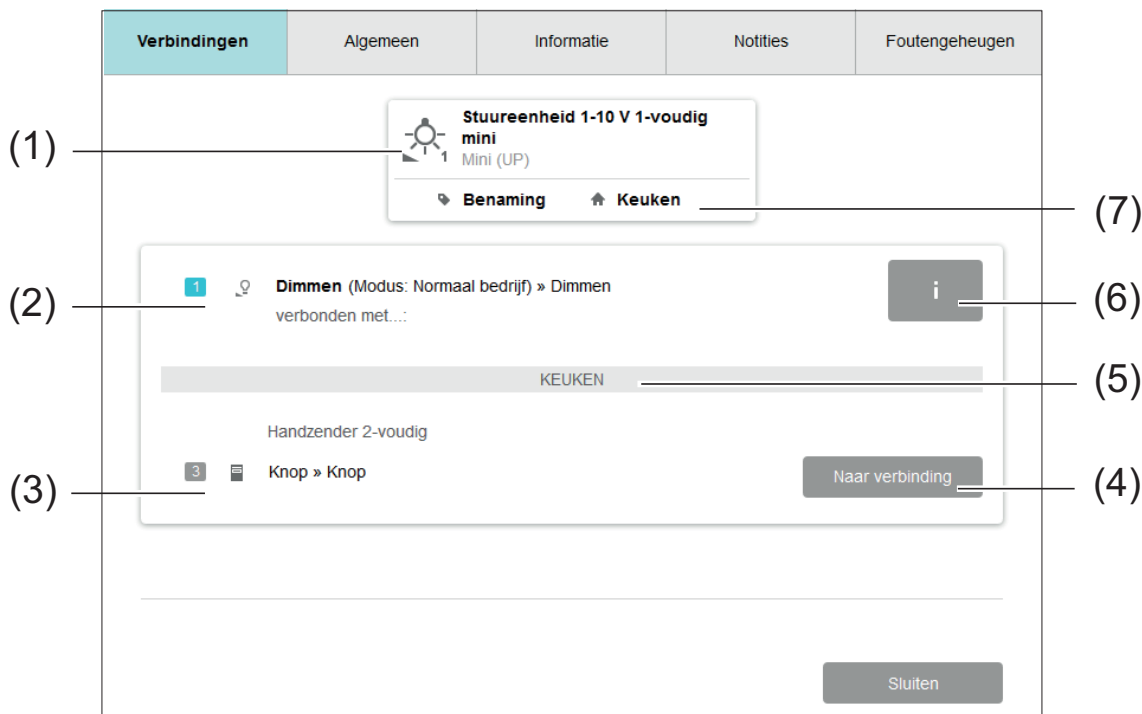 Verbindingen Algemeen Informatie Notities Foutengeheugen
(1)
Stuureenheid 1-10 V 1-voudig
mini
1
Mini (UP)
Benaming Keuken
(7)
(2)
1 Dimmen (Modus: Normaal bedrijf) » Dimmen
verbonden met...:
i
(6)
KEUKEN
(5)
Handzender 2-voudig
(3)
3 Knop » Knop
Naar verbinding
(4)
Sluiten